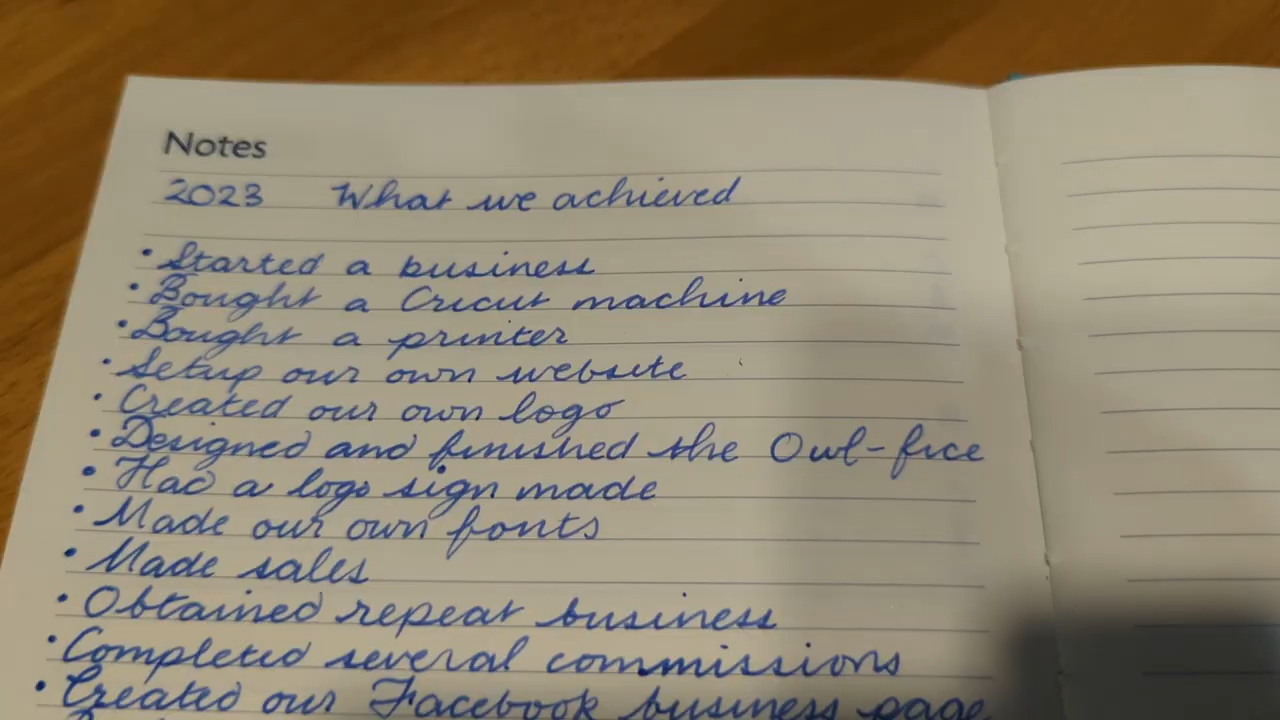 Notes
2023 What we achieved
• Started a business
• Bought a Cricut machine
• Bought a printer
• Setup our own website
• Created our own logo
• Designed and finished the Owl-fice
• Had a logo sign made
• Made our own fonts
• Made sales
• Obtained repeat business
• Completed several commissions
• Created our Facebook business page